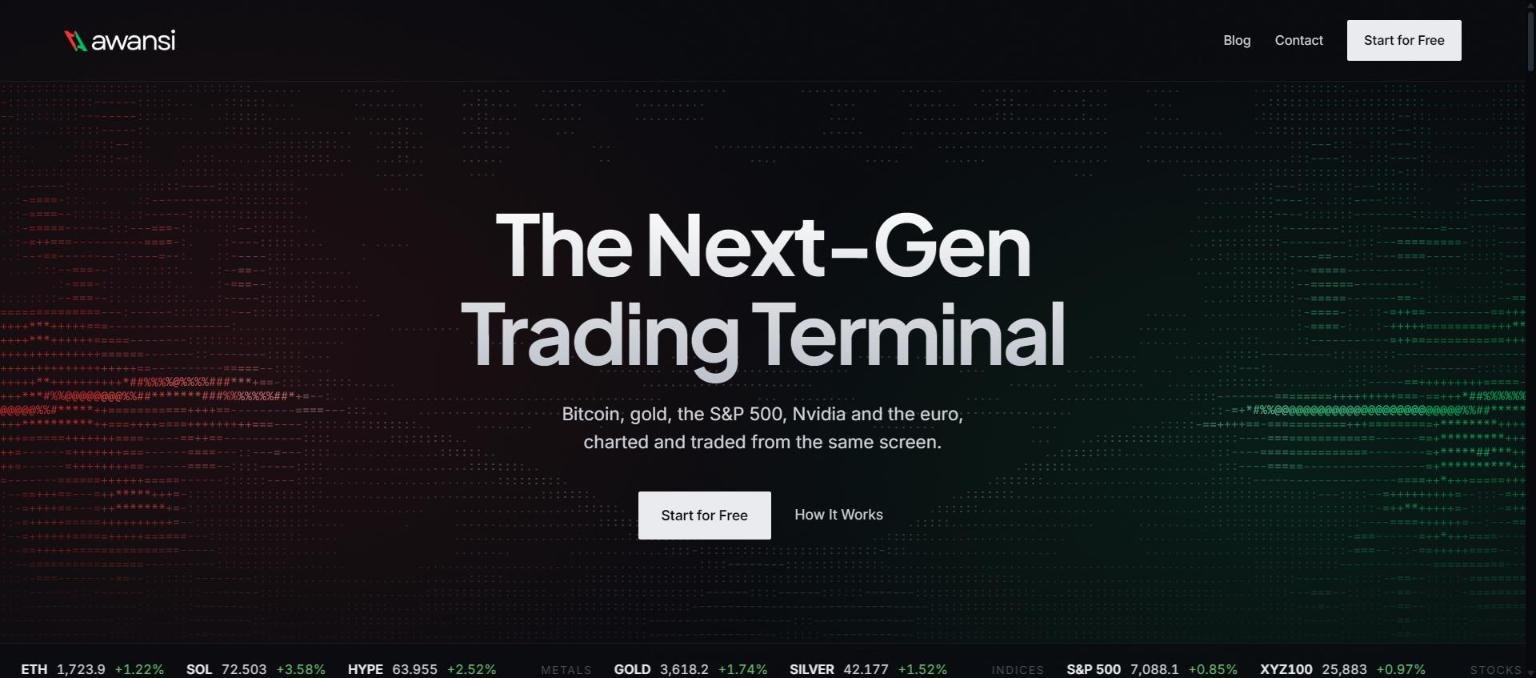 awansi
Blog Contact Start for Free
The Next-Gen
Trading Terminal
Bitcoin, gold, the S&P 500, Nvidia and the euro,
charted and traded from the same screen.
Start for Free How It Works
ETH 1,723.9 +1.22% SOL 72.503 +3.58% HYPE 63.955 +2.52% METALS GOLD 3,618.2 +1.74% SILVER 42.177 +1.52% INDICES S&P 500 7,088.1 +0.85% XYZ100 25,883 +0.97% STOCKS